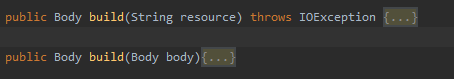 public Body build(String resource) throws IOException {...}
public Body build(Body body){...}